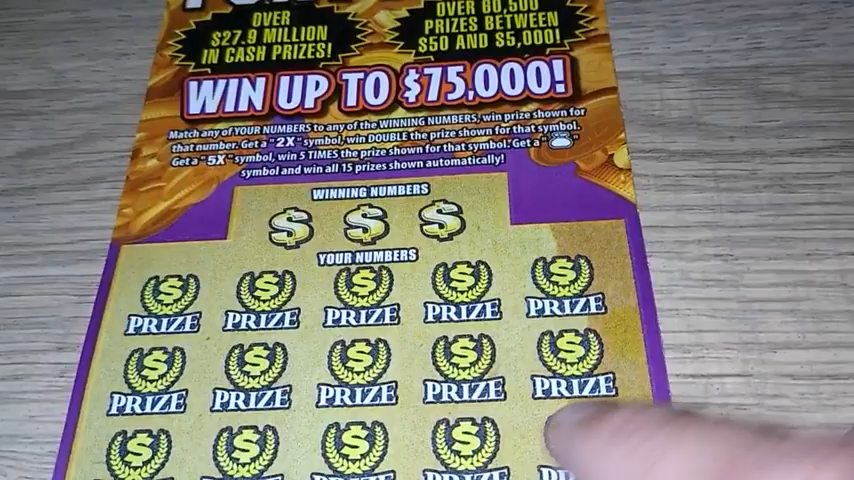 OVER
$27.9 MILLION
IN CASH PRIZES!
OVER 60,500
PRIZES BETWEEN
$50 AND $5,000!
WIN UP TO $75,000!
Match any of YOUR NUMBERS to any of the WINNING NUMBERS, win prize shown for
that number. Get a "2X" symbol, win DOUBLE the prize shown for that symbol.
Get a "5X" symbol, win 5 TIMES the prize shown for that symbol. Get a " "
symbol and win all 15 prizes shown automatically!
WINNING NUMBERS
$ $ $
YOUR NUMBERS
$ $ $ $ $
PRIZE PRIZE PRIZE PRIZE PRIZE
$ $ $ $ $
PRIZE PRIZE PRIZE PRIZE PRIZE
$ $ $ $